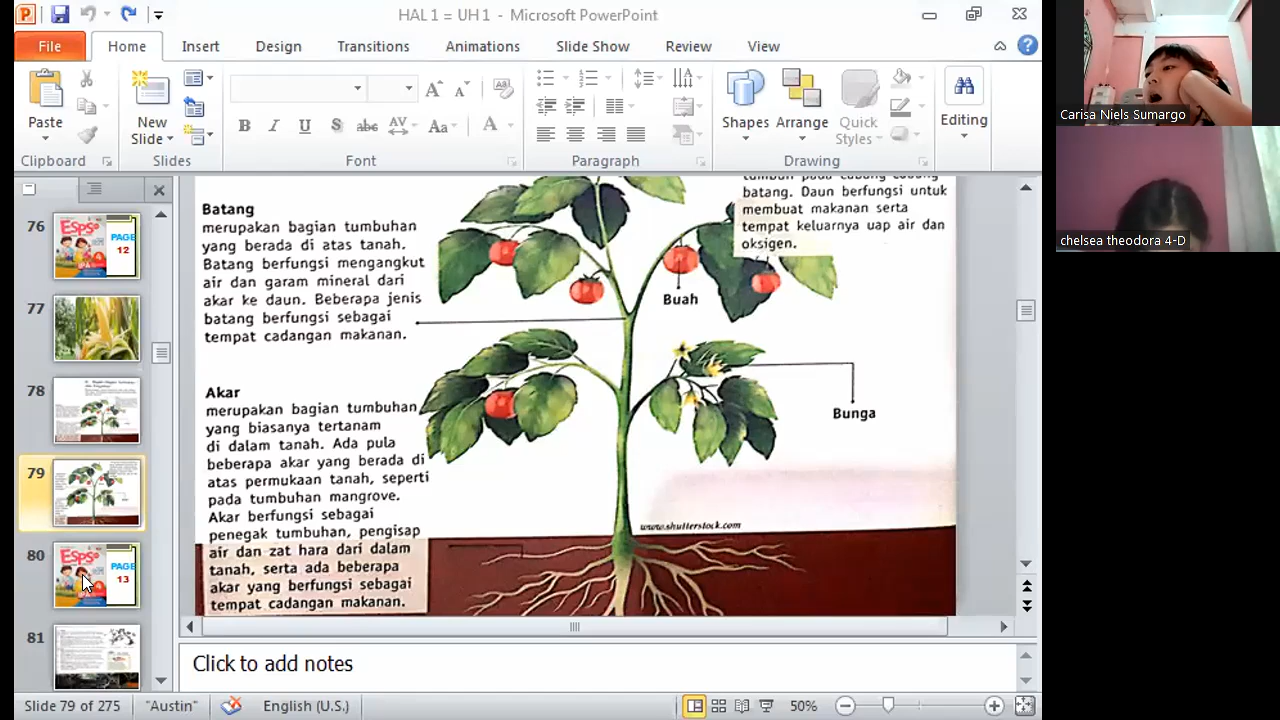 HAL 1 = UH 1 - Microsoft PowerPoint
File
Home
Insert
Design
Transitions
Animations
Slide Show
Review
View
Paste
New
Slide
Shapes
Arrange
Quick
Styles
Editing
Clipboard
Slides
Font
Paragraph
Drawing
76
ESPS
PAGE
12
77
78
79
80
ESPS
PAGE
13
81
Batang
merupakan bagian tumbuhan
yang berada di atas tanah.
Batang berfungsi mengangkut
air dan garam mineral dari
akar ke daun. Beberapa jenis
batang berfungsi sebagai
tempat cadangan makanan.
Akar
merupakan bagian tumbuhan
yang biasanya tertanam
di dalam tanah. Ada pula
beberapa akar yang berada di
atas permukaan tanah, seperti
pada tumbuhan mangrove.
Akar berfungsi sebagai
penegak tumbuhan, pengisap
air dan zat hara dari dalam
tanah, serta ada beberapa
akar yang berfungsi sebagai
tempat cadangan makanan.
tumbuh pada cabang
batang. Daun berfungsi untuk
membuat makanan serta
tempat keluarnya uap air dan
oksigen.
Buah
Bunga
www.shutterstock.com
Click to add notes
Slide 79 of 275
"Austin"
English (U.S.)
50%
Carisa Niels Sumargo
chelsea theodora 4-D